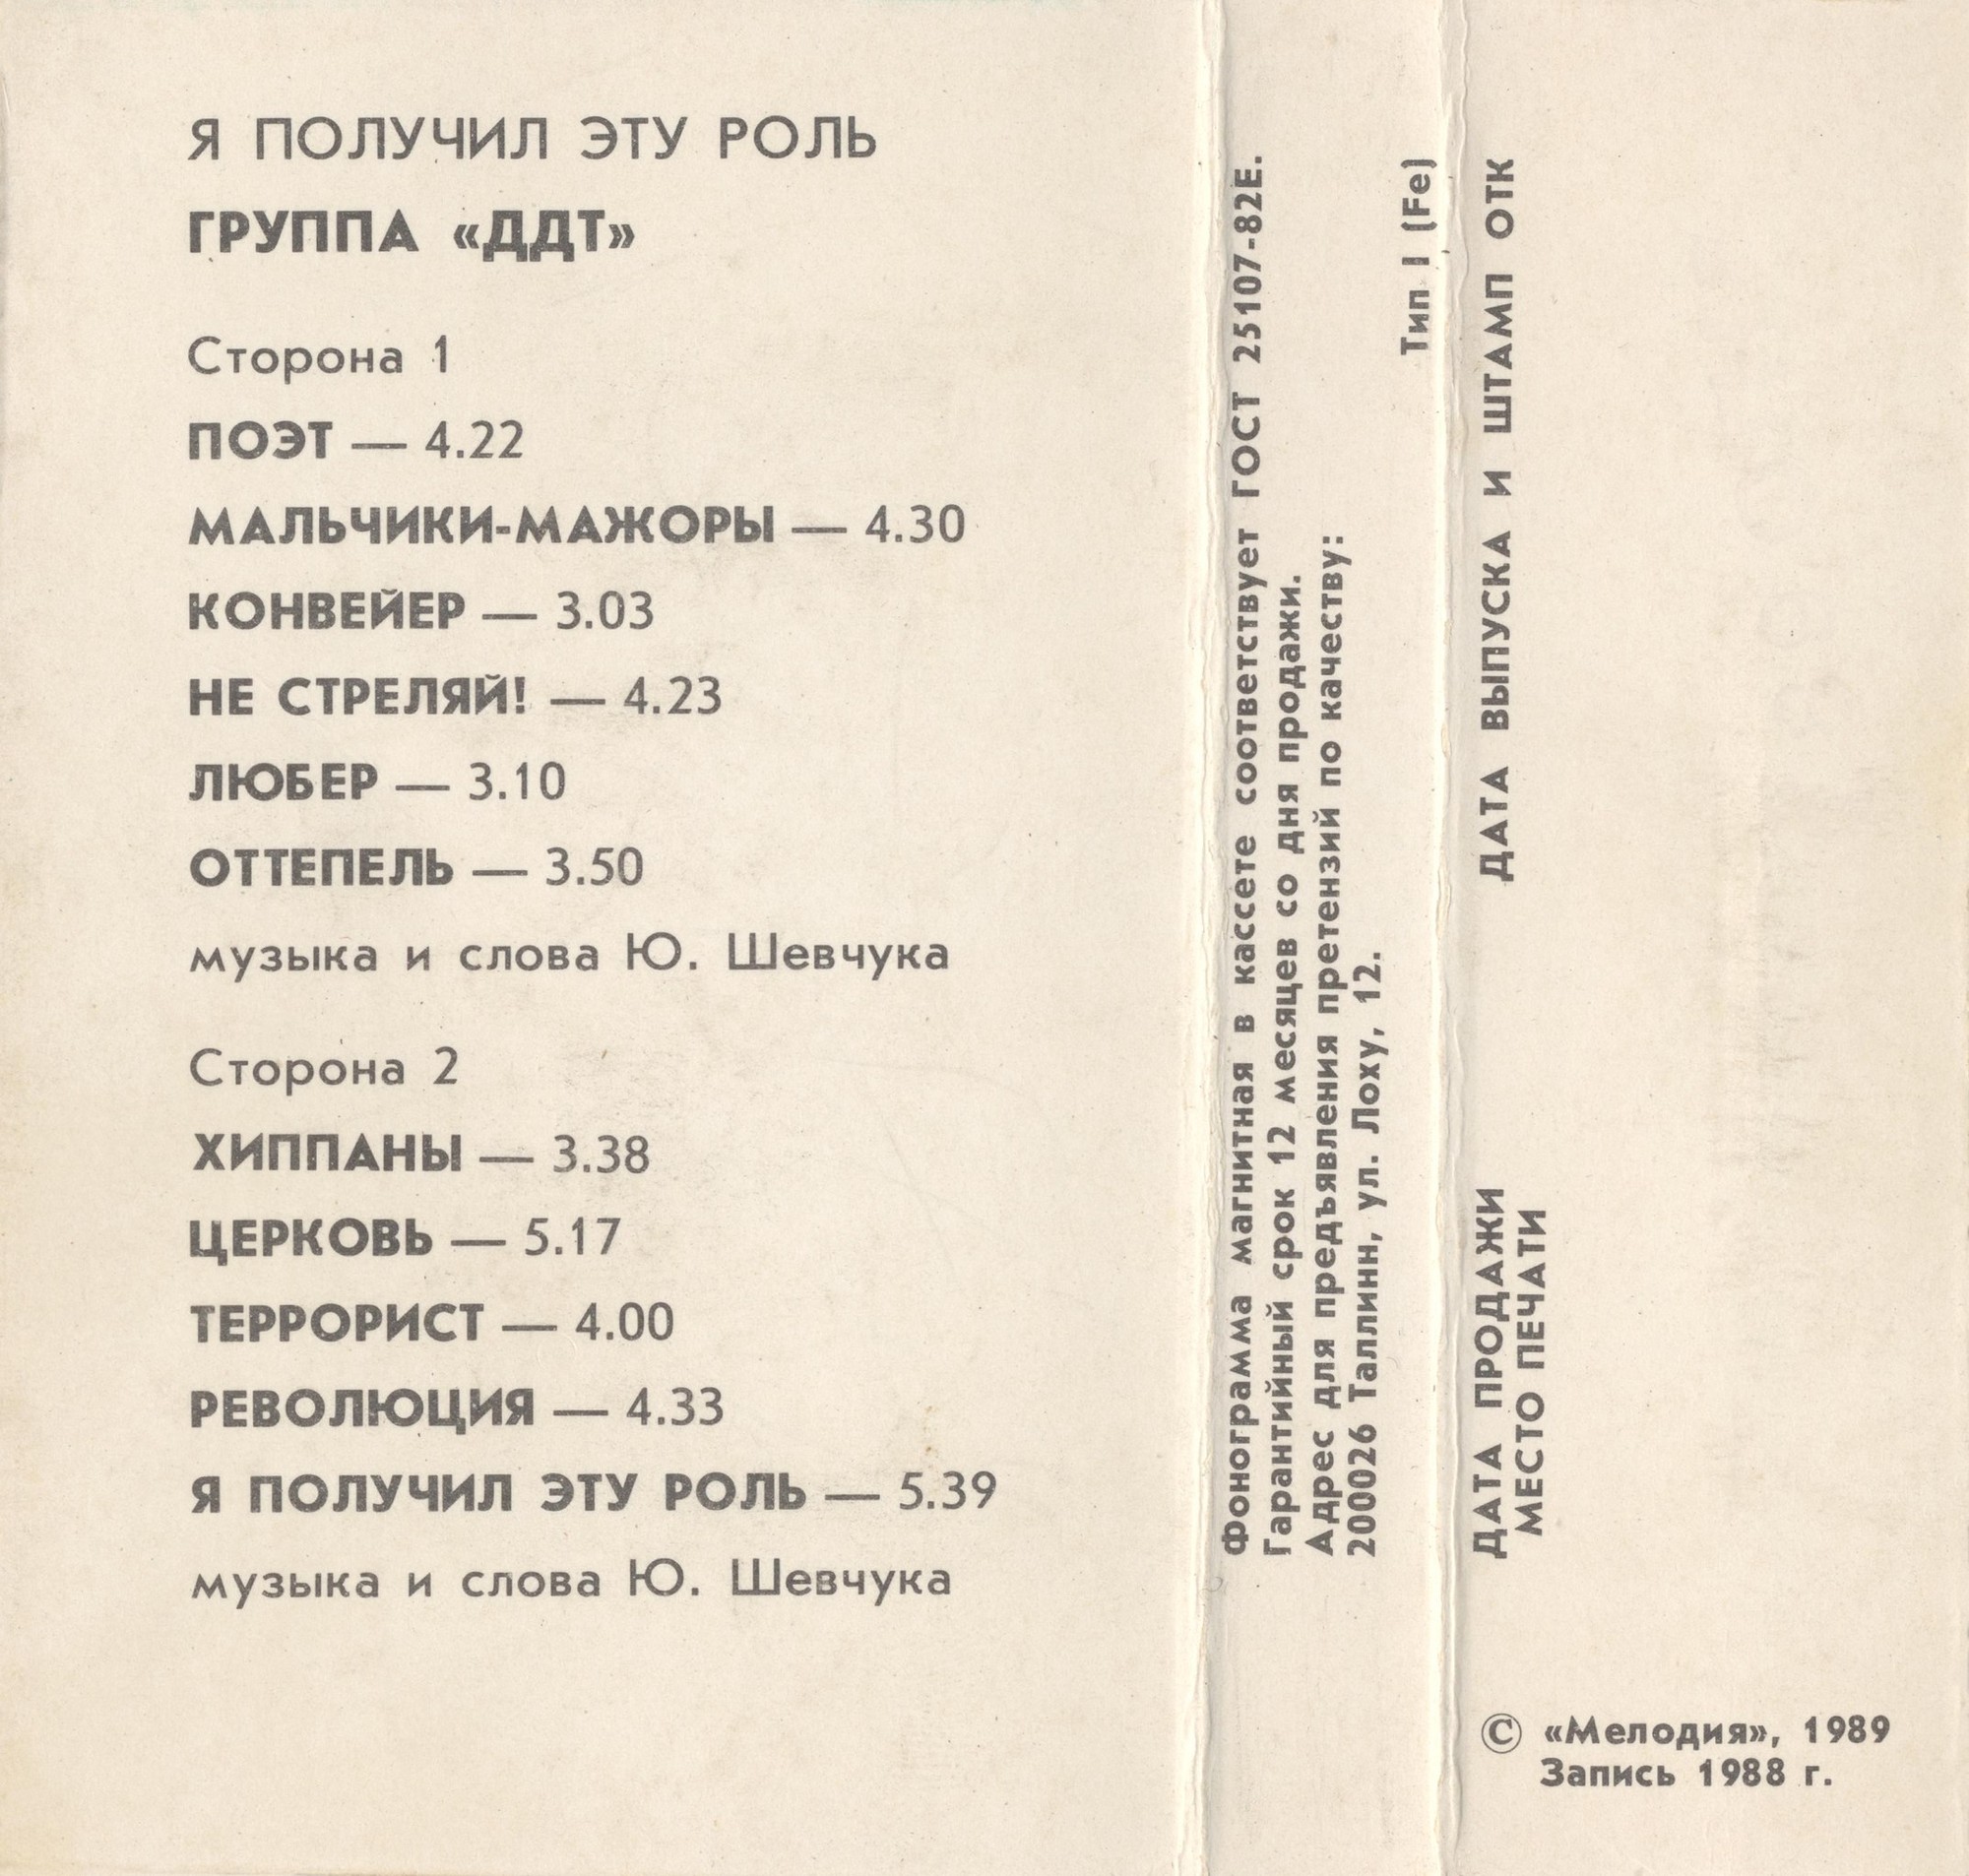 Я ПОЛУЧИЛ ЭТУ РОЛЬ
ГРУППА «ДДТ»
Сторона 1
ПОЭТ — 4.22
МАЛЬЧИКИ-МАЖОРЫ — 4.30
КОНВЕЙЕР — 3.03
НЕ СТРЕЛЯЙ! — 4.23
ЛЮБЕР — 3.10
ОТТЕПЕЛЬ — 3.50
музыка и слова Ю. Шевчука
Сторона 2
ХИППАНЫ — 3.38
ЦЕРКОВЬ — 5.17
ТЕРРОРИСТ — 4.00
РЕВОЛЮЦИЯ — 4.33
Я ПОЛУЧИЛ ЭТУ РОЛЬ — 5.39
музыка и слова Ю. Шевчука
Фонограмма магнитная в кассете соответствует ГОСТ 25107-82Е.
Гарантийный срок 12 месяцев со дня продажи.
Адрес для предъявления претензий по качеству:
200026 Таллинн, ул. Лоху, 12.
Тип I (Fe)
ДАТА ВЫПУСКА И ШТАМП ОТК
ДАТА ПРОДАЖИ
МЕСТО ПЕЧАТИ
© «Мелодия», 1989
Запись 1988 г.